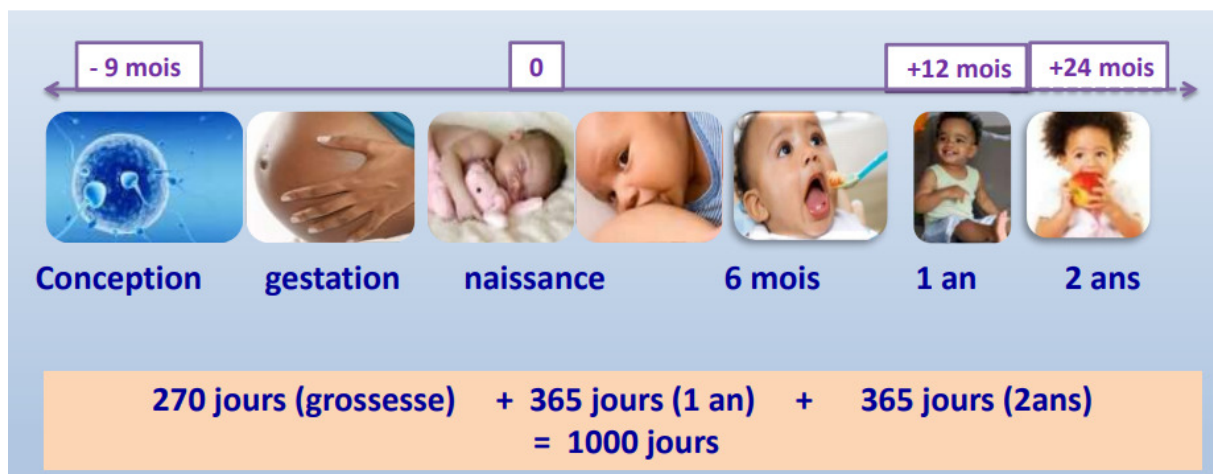 - 9 mois 0 +12 mois +24 mois
Conception gestation naissance 6 mois 1 an 2 ans
270 jours (grossesse) + 365 jours (1 an) + 365 jours (2ans)
= 1000 jours